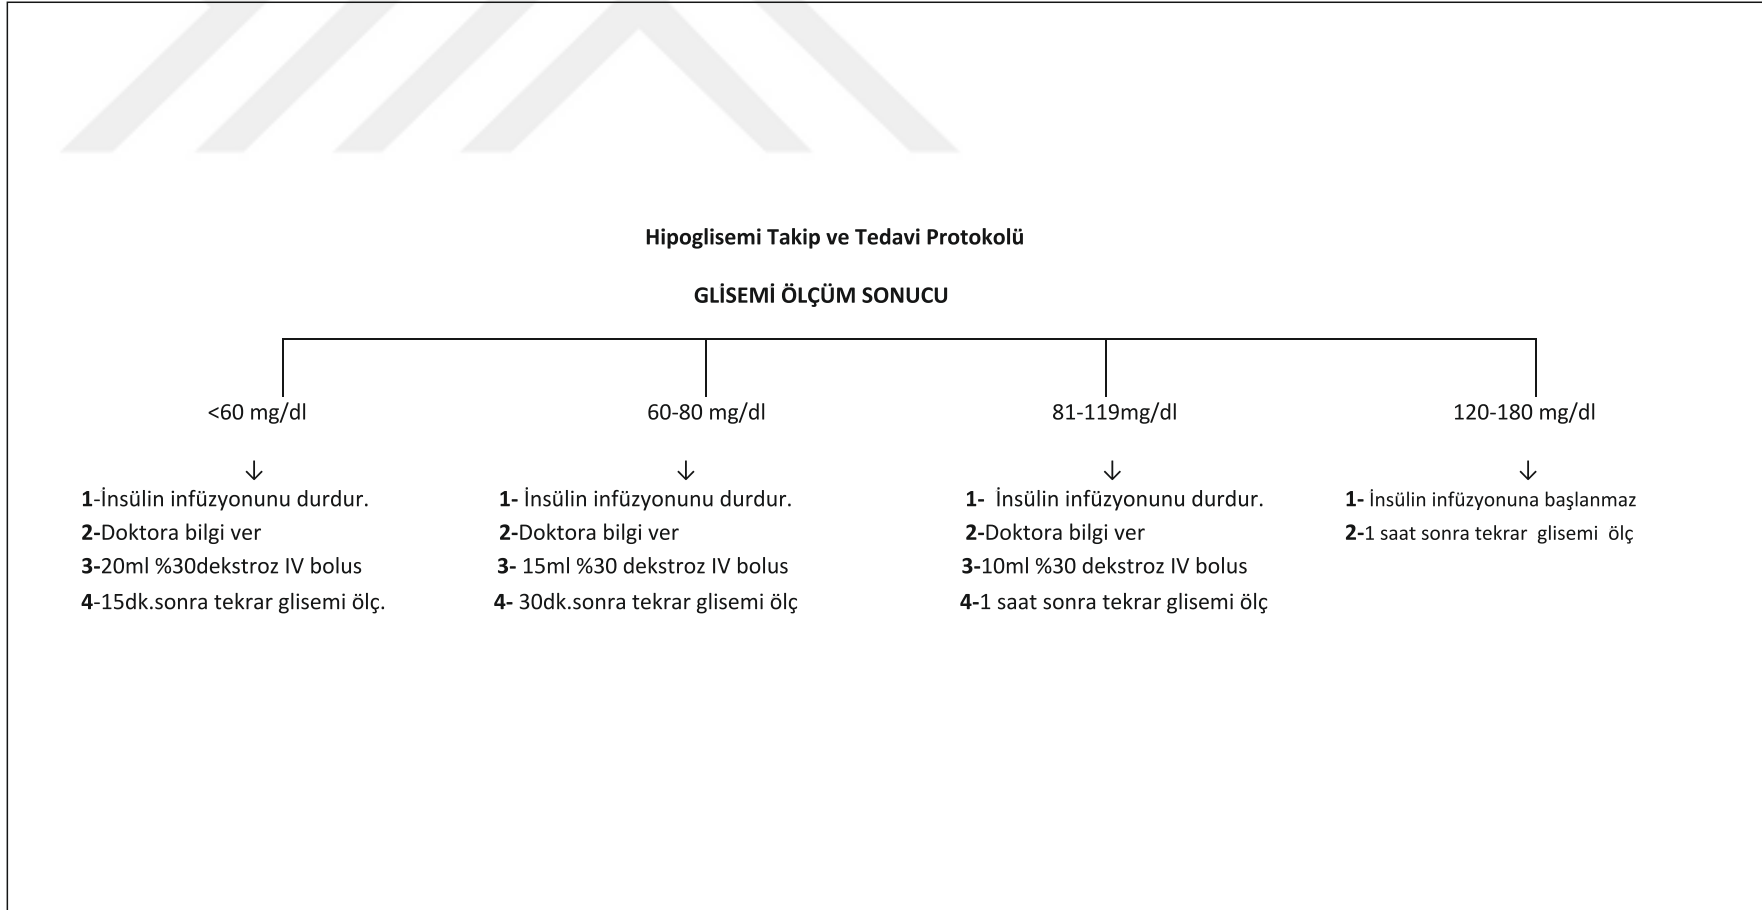 Hipoglisemi Takip ve Tedavi Protokolü
GLİSEMİ ÖLÇÜM SONUCU
<60 mg/dl
↓
1-İnsülin infüzyonunu durdur.
2-Doktora bilgi ver
3-20ml %30dekstroz IV bolus
4-15dk.sonra tekrar glisemi ölç.
60-80 mg/dl
↓
1- İnsülin infüzyonunu durdur.
2-Doktora bilgi ver
3- 15ml %30 dekstroz IV bolus
4- 30dk.sonra tekrar glisemi ölç
81-119mg/dl
↓
1-  İnsülin infüzyonunu durdur.
2-Doktora bilgi ver
3-10ml %30 dekstroz IV bolus
4-1 saat sonra tekrar glisemi ölç
120-180 mg/dl
↓
1- İnsülin infüzyonuna başlanmaz
2-1 saat sonra tekrar  glisemi  ölç